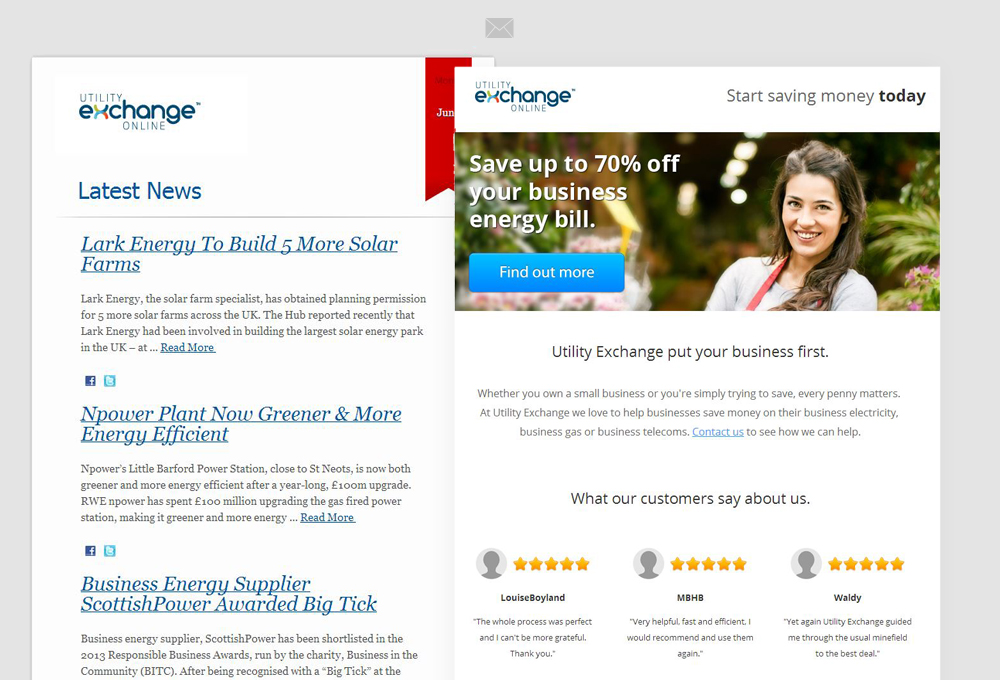 UTILITY
exchange™
ONLINE
Jun
Latest News
Lark Energy To Build 5 More Solar
Farms
Lark Energy, the solar farm specialist, has obtained planning permission
for 5 more solar farms across the UK. The Hub reported recently that
Lark Energy had been involved in building the largest solar energy park
in the UK – at ... Read More
Npower Plant Now Greener & More
Energy Efficient
Npower's Little Barford Power Station, close to St Neots, is now both
greener and more energy efficient after a year-long, £100m upgrade.
RWE npower has spent £100 million upgrading the gas fired power
station, making it greener and more energy ... Read More
Business Energy Supplier
ScottishPower Awarded Big Tick
Business energy supplier, ScottishPower has been shortlisted in the
2013 Responsible Business Awards, run by the charity, Business in the
Community (BITC). After being recognised with a “Big Tick” at the
UTILITY
exchange™
ONLINE
Start saving money today
Save up to 70% off
your business
energy bill.
Find out more
Utility Exchange put your business first.
Whether you own a small business or you're simply trying to save, every penny matters.
At Utility Exchange we love to help businesses save money on their business electricity,
business gas or business telecoms. Contact us to see how we can help.
What our customers say about us.
LouiseBoyland
"The whole process was perfect
and I can't be more grateful.
Thank you."
MBHB
"Very helpful, fast and efficient, I
would recommend and use them
again."
Waldy
"Yet again Utility Exchange guided
me through the usual minefield
to the best deal."